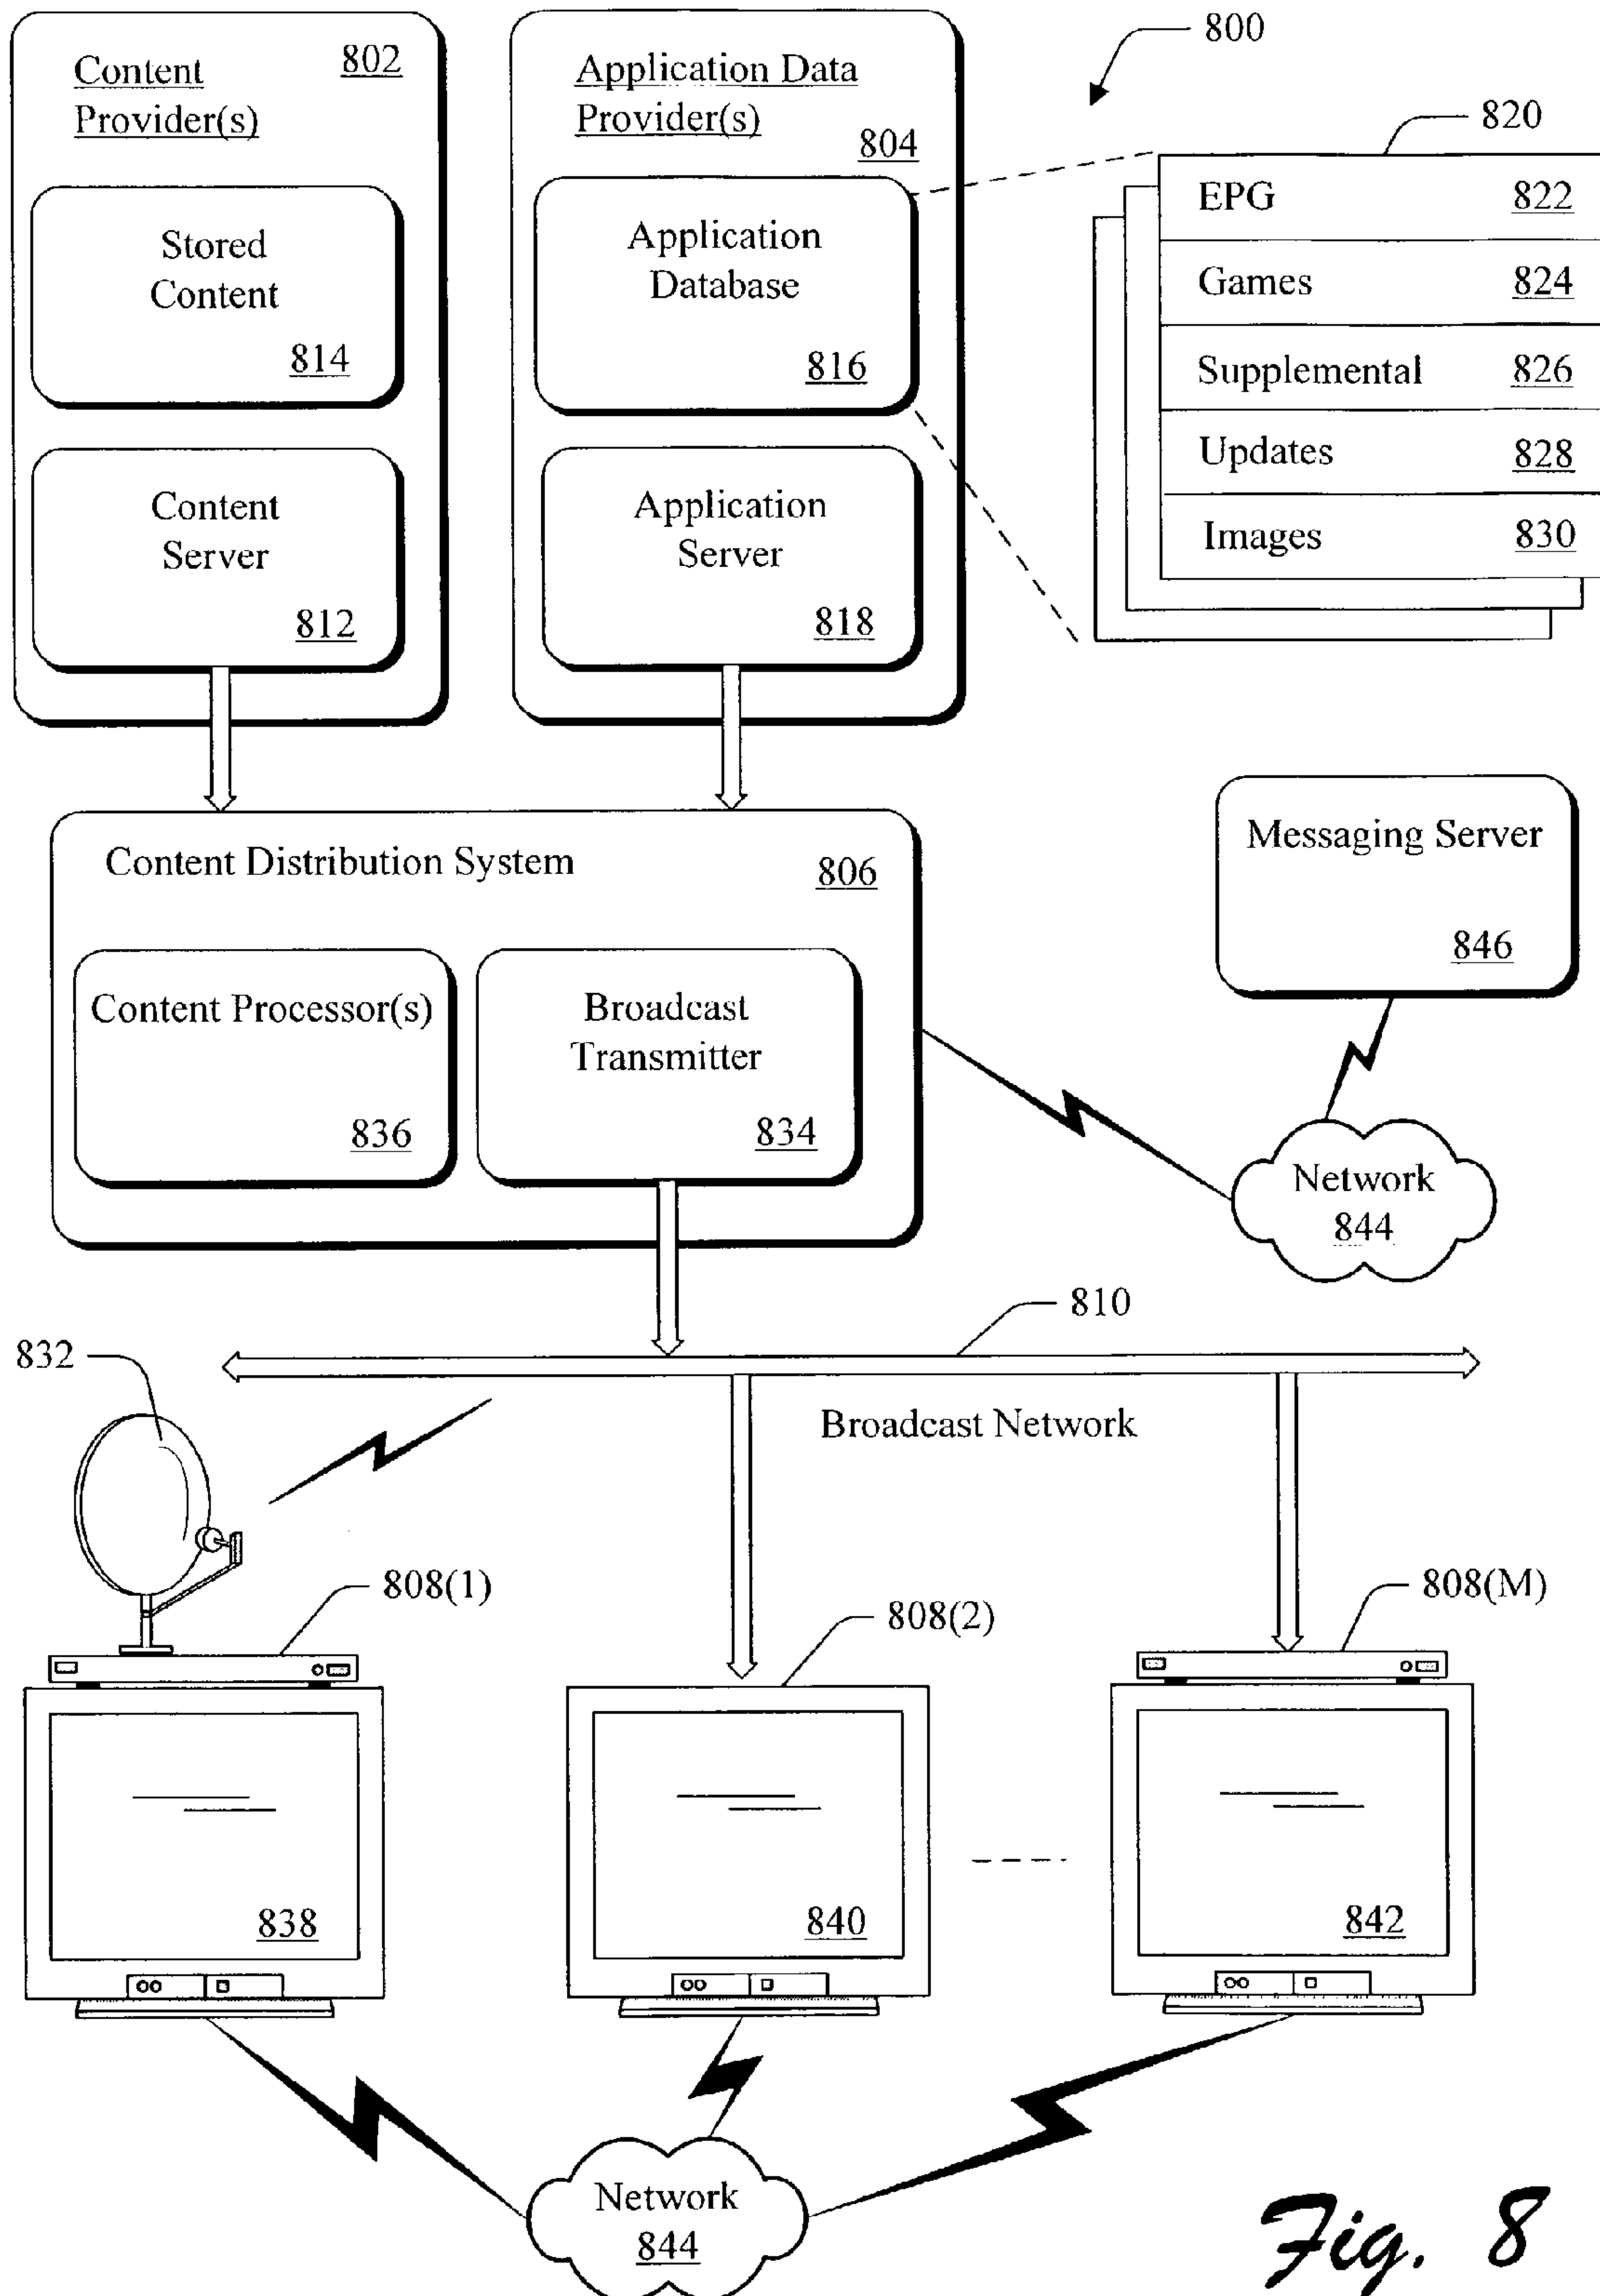 Content
Provider(s)
802
Stored
Content
814
Content
Server
812
Application Data
Provider(s)
804
Application
Database
816
Application
Server
818
800
820
EPG 822
Games 824
Supplemental 826
Updates 828
Images 830
Content Distribution System
806
Content Processor(s)
836
Broadcast
Transmitter
834
Messaging Server
846
Network
844
810
Broadcast Network
832
808(1)
808(2)
808(M)
838
840
842
Network
844
Fig. 8